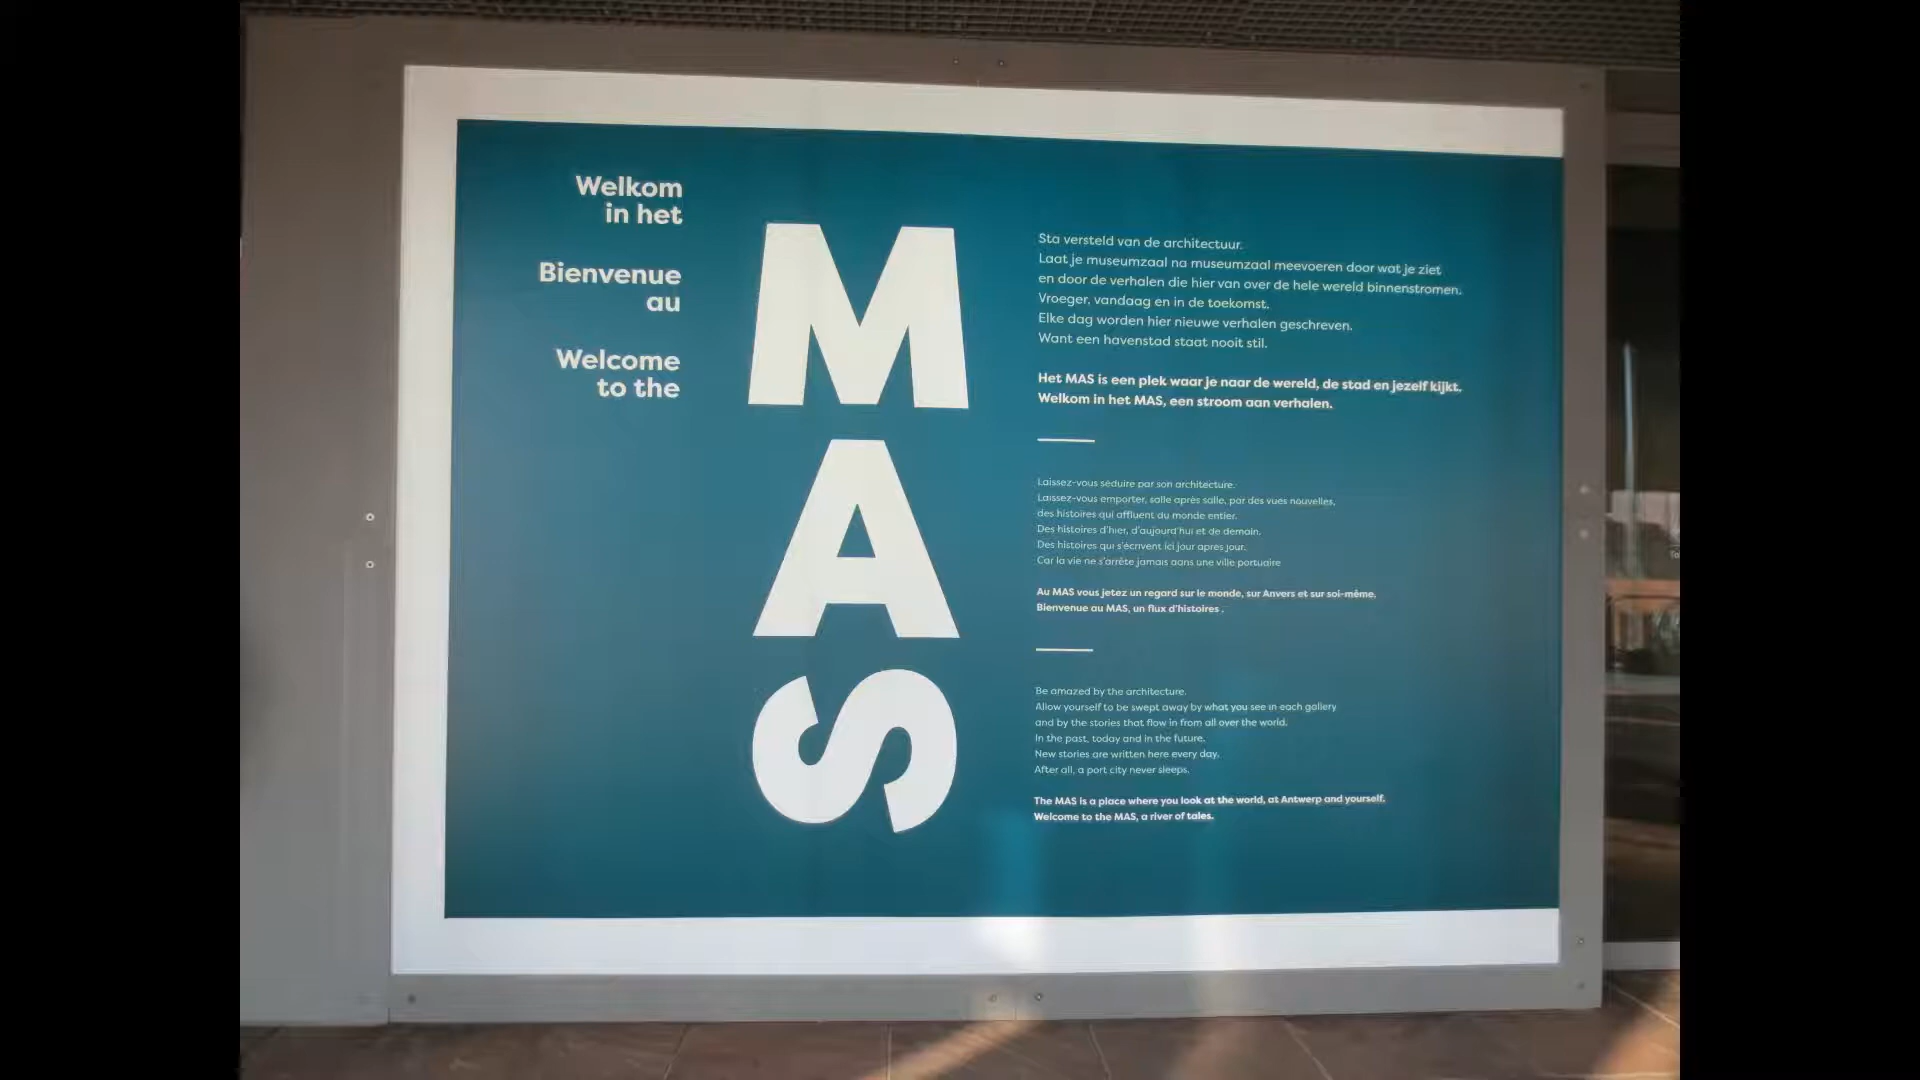 Welkom
in het
Bienvenue
au
Welcome
to the
MAS
Sta versteld van de architectuur.
Laat je museumzaal na museumzaal meevoeren door wat je ziet
en door de verhalen die hier van over de hele wereld binnenstromen.
Vroeger, vandaag en in de toekomst.
Elke dag worden hier nieuwe verhalen geschreven.
Want een havenstad staat nooit stil.
Het MAS is een plek waar je naar de wereld, de stad en jezelf kijkt.
Welkom in het MAS, een stroom aan verhalen.
Laissez-vous séduire par son architecture.
Laissez-vous emporter, salle après salle, par des vues nouvelles,
des histoires qui affluent du monde entier.
Des histoires d'hier, d'aujourd'hui et de demain.
Des histoires qui s'écrivent ici jour après jour.
Car la vie ne s'arrête jamais dans une ville portuaire
Au MAS vous jetez un regard sur le monde, sur Anvers et sur soi-même.
Bienvenue au MAS, un flux d'histoires .
Be amazed by the architecture.
Allow yourself to be swept away by what you see in each gallery
and by the stories that flow in from all over the world.
In the past, today and in the future.
New stories are written here every day.
After all, a port city never sleeps.
The MAS is a place where you look at the world, at Antwerp and yourself.
Welcome to the MAS, a river of tales.